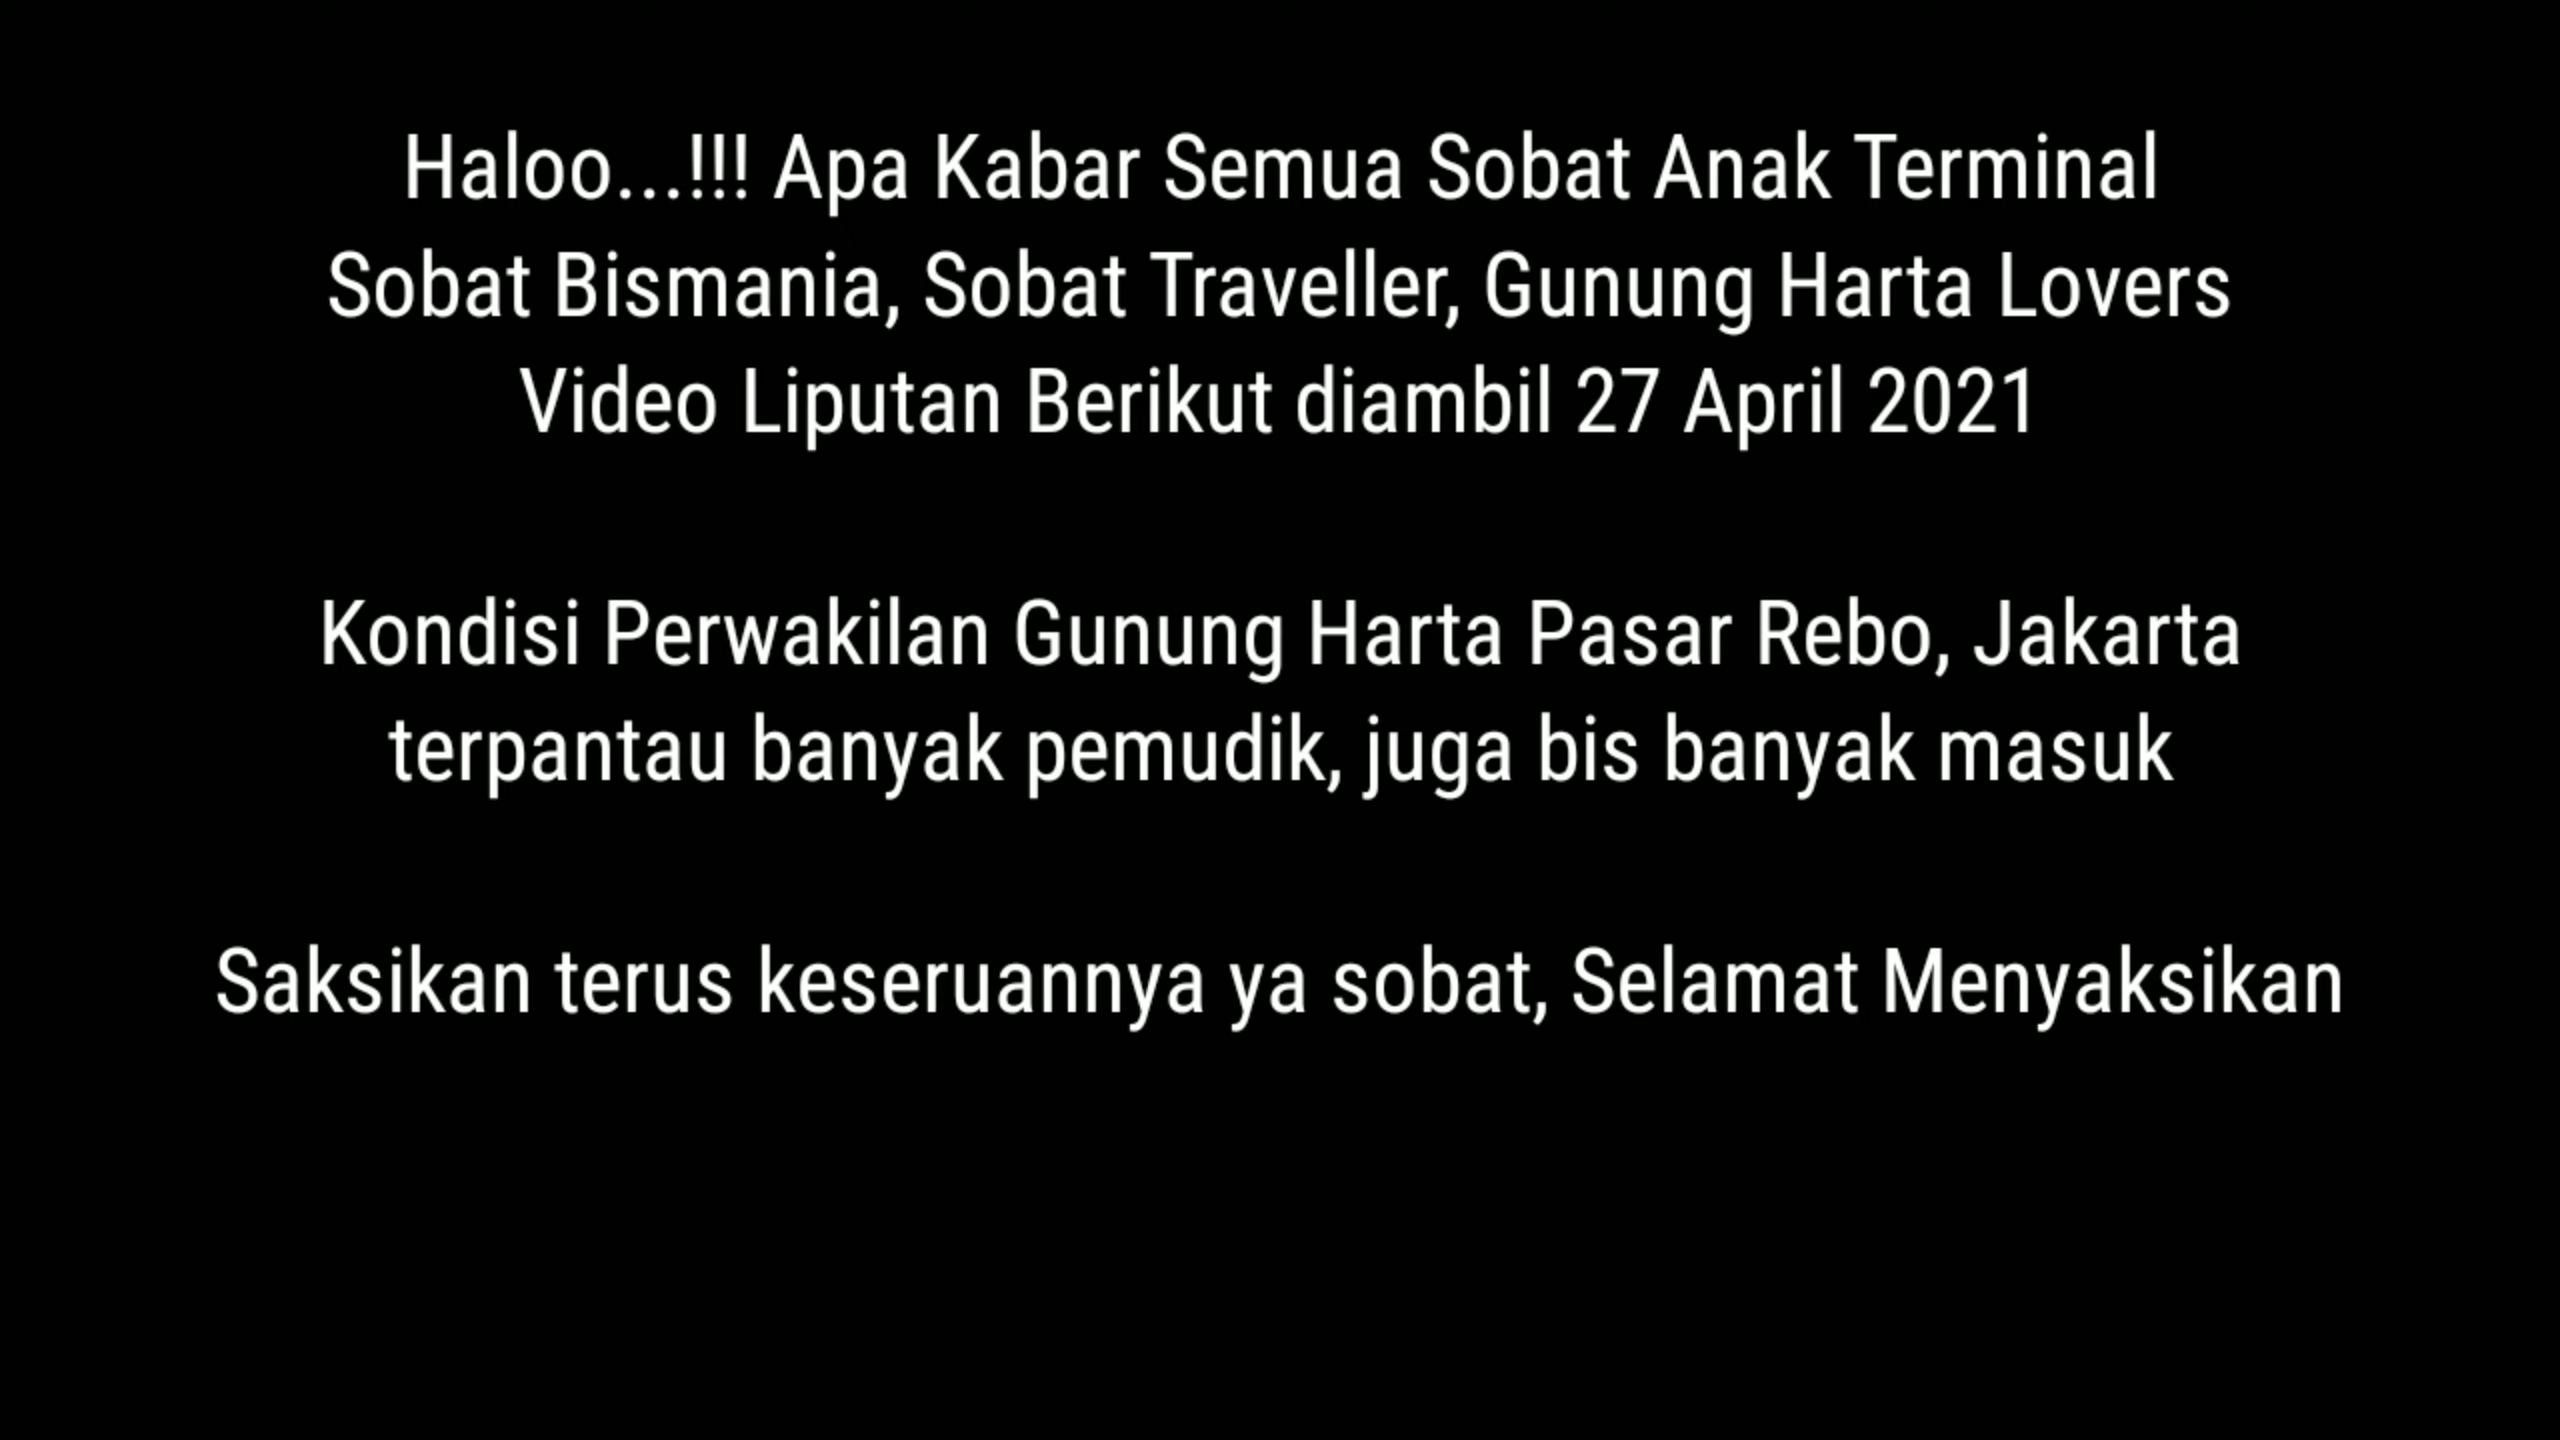 Haloo...!!! Apa Kabar Semua Sobat Anak Terminal
Sobat Bismania, Sobat Traveller, Gunung Harta Lovers
Video Liputan Berikut diambil 27 April 2021
Kondisi Perwakilan Gunung Harta Pasar Rebo, Jakarta
terpantau banyak pemudik, juga bis banyak masuk
Saksikan terus keseruannya ya sobat, Selamat Menyaksikan